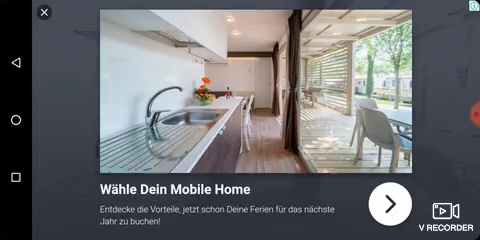 Wähle Dein Mobile Home
Entdecke die Vorteile, jetzt schon Deine Ferien für das nächste
Jahr zu buchen!
V RECORDER